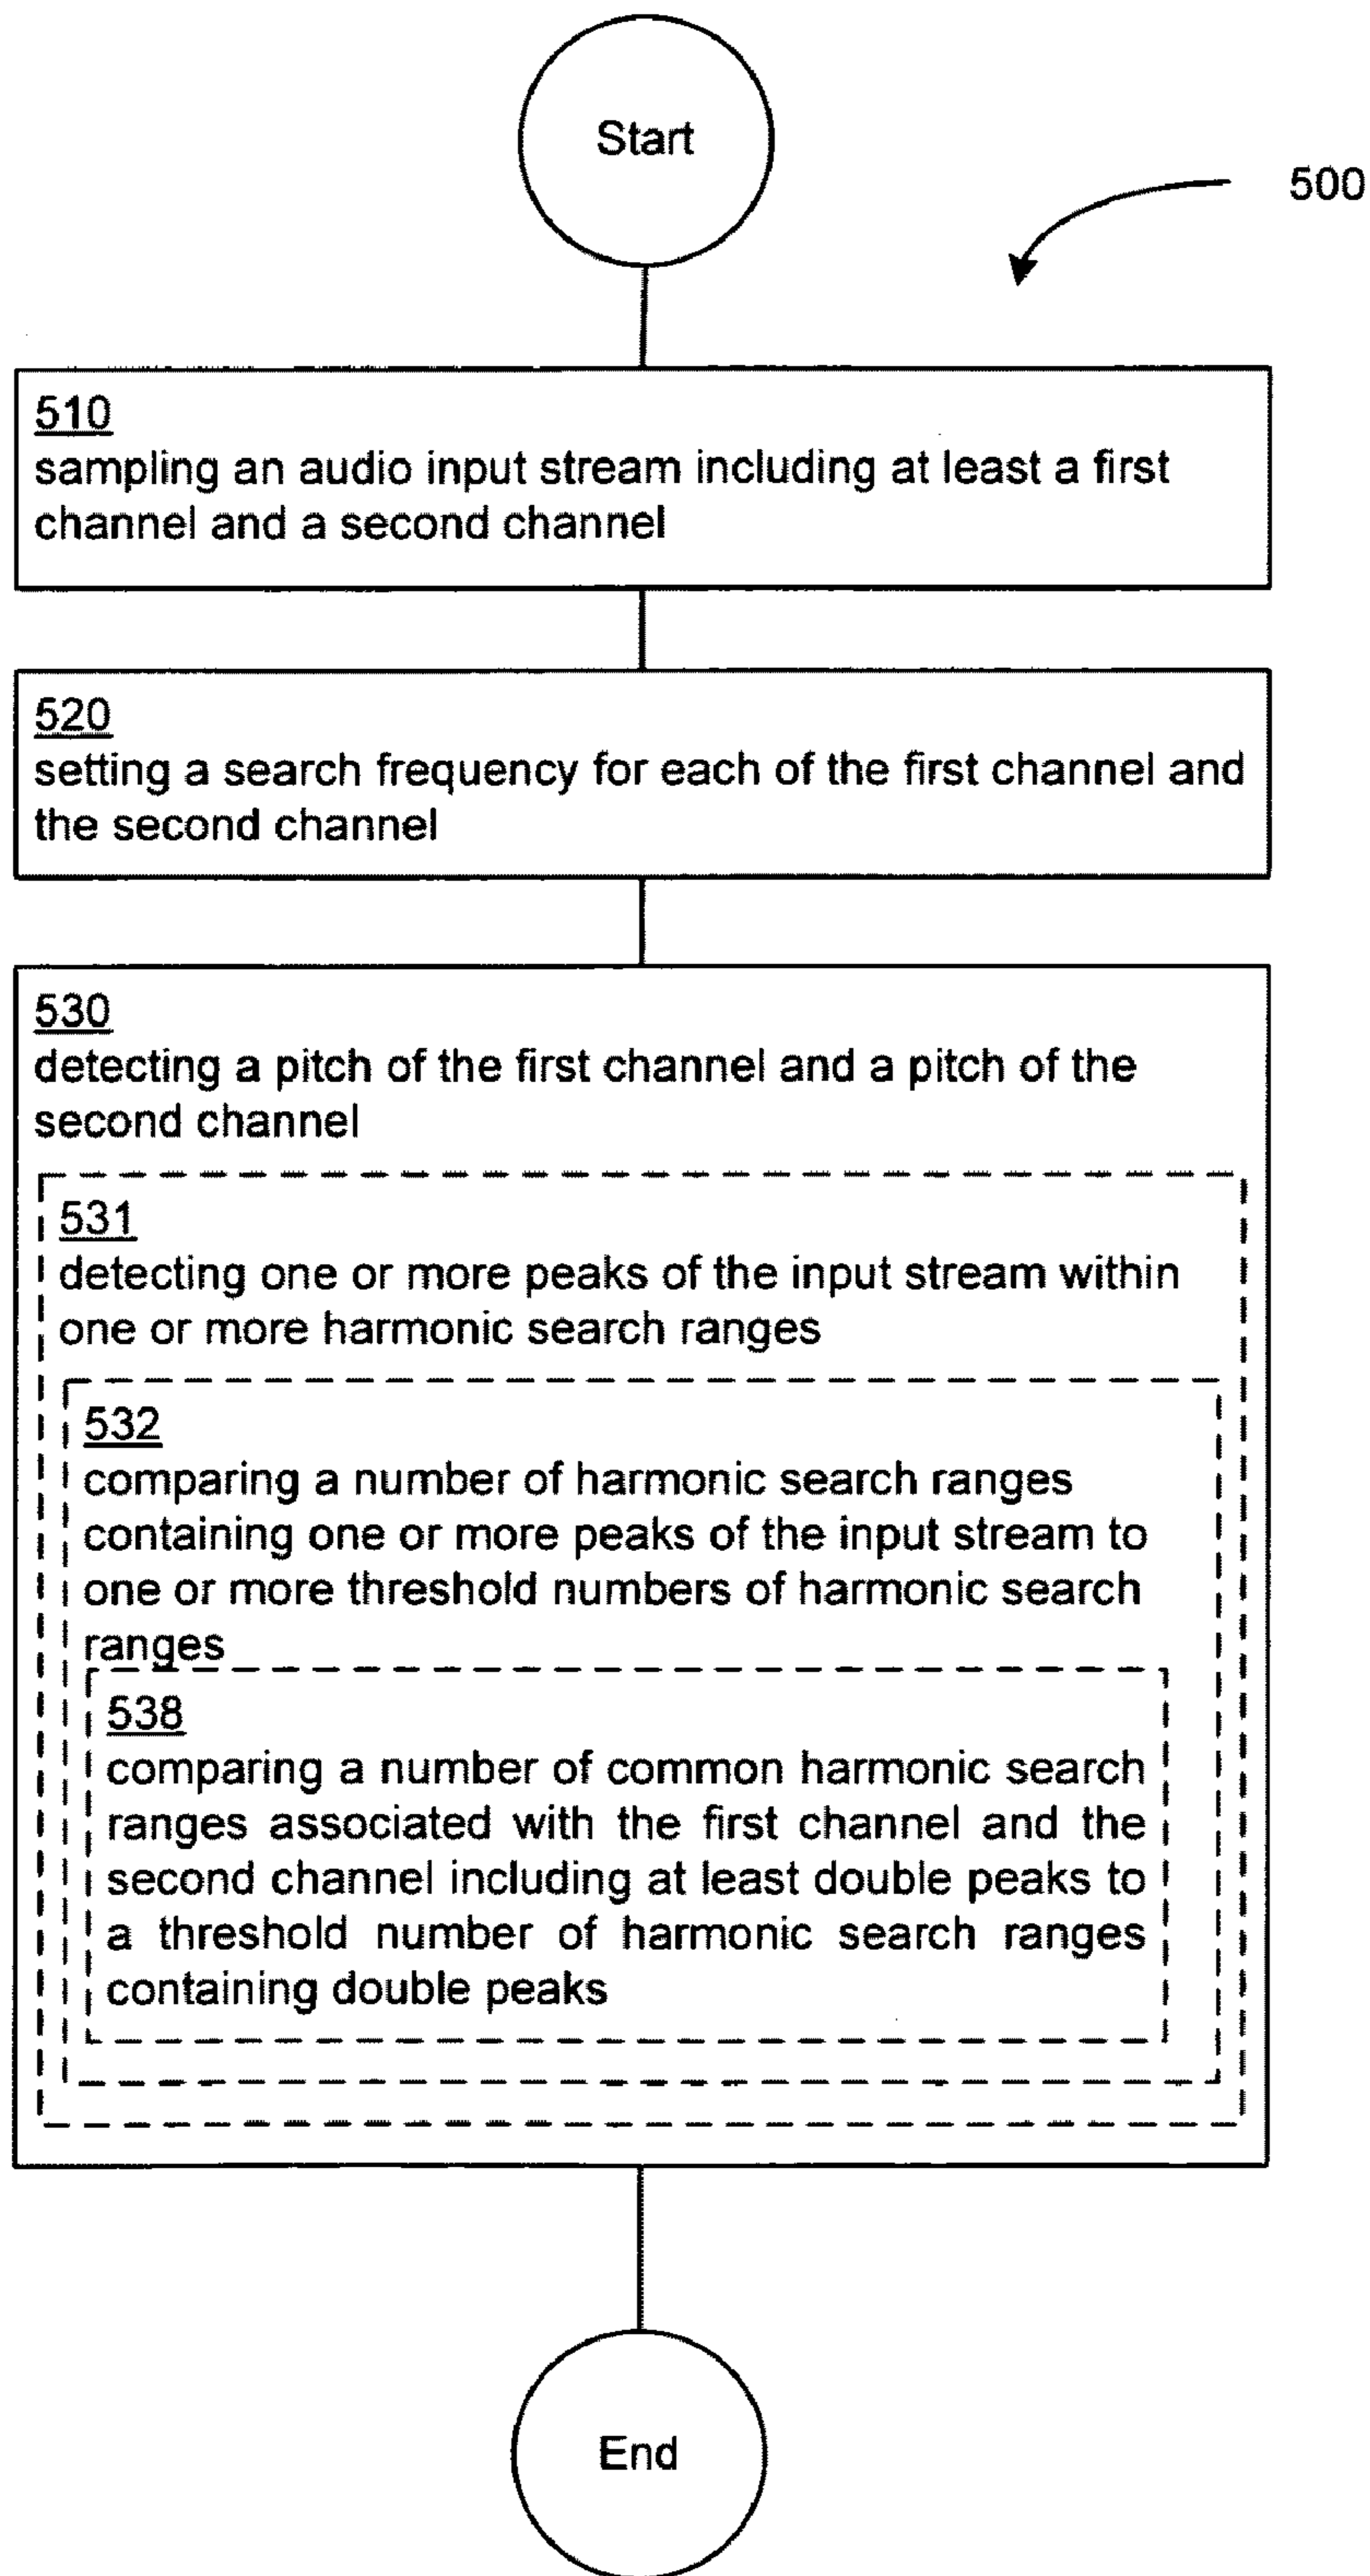 Start
500
510
sampling an audio input stream including at least a first
channel and a second channel
520
setting a search frequency for each of the first channel and
the second channel
530
detecting a pitch of the first channel and a pitch of the
second channel
531
detecting one or more peaks of the input stream within
one or more harmonic search ranges
532
comparing a number of harmonic search ranges
containing one or more peaks of the input stream to
one or more threshold numbers of harmonic search
ranges
538
comparing a number of common harmonic search
ranges associated with the first channel and the
second channel including at least double peaks to
a threshold number of harmonic search ranges
containing double peaks
End